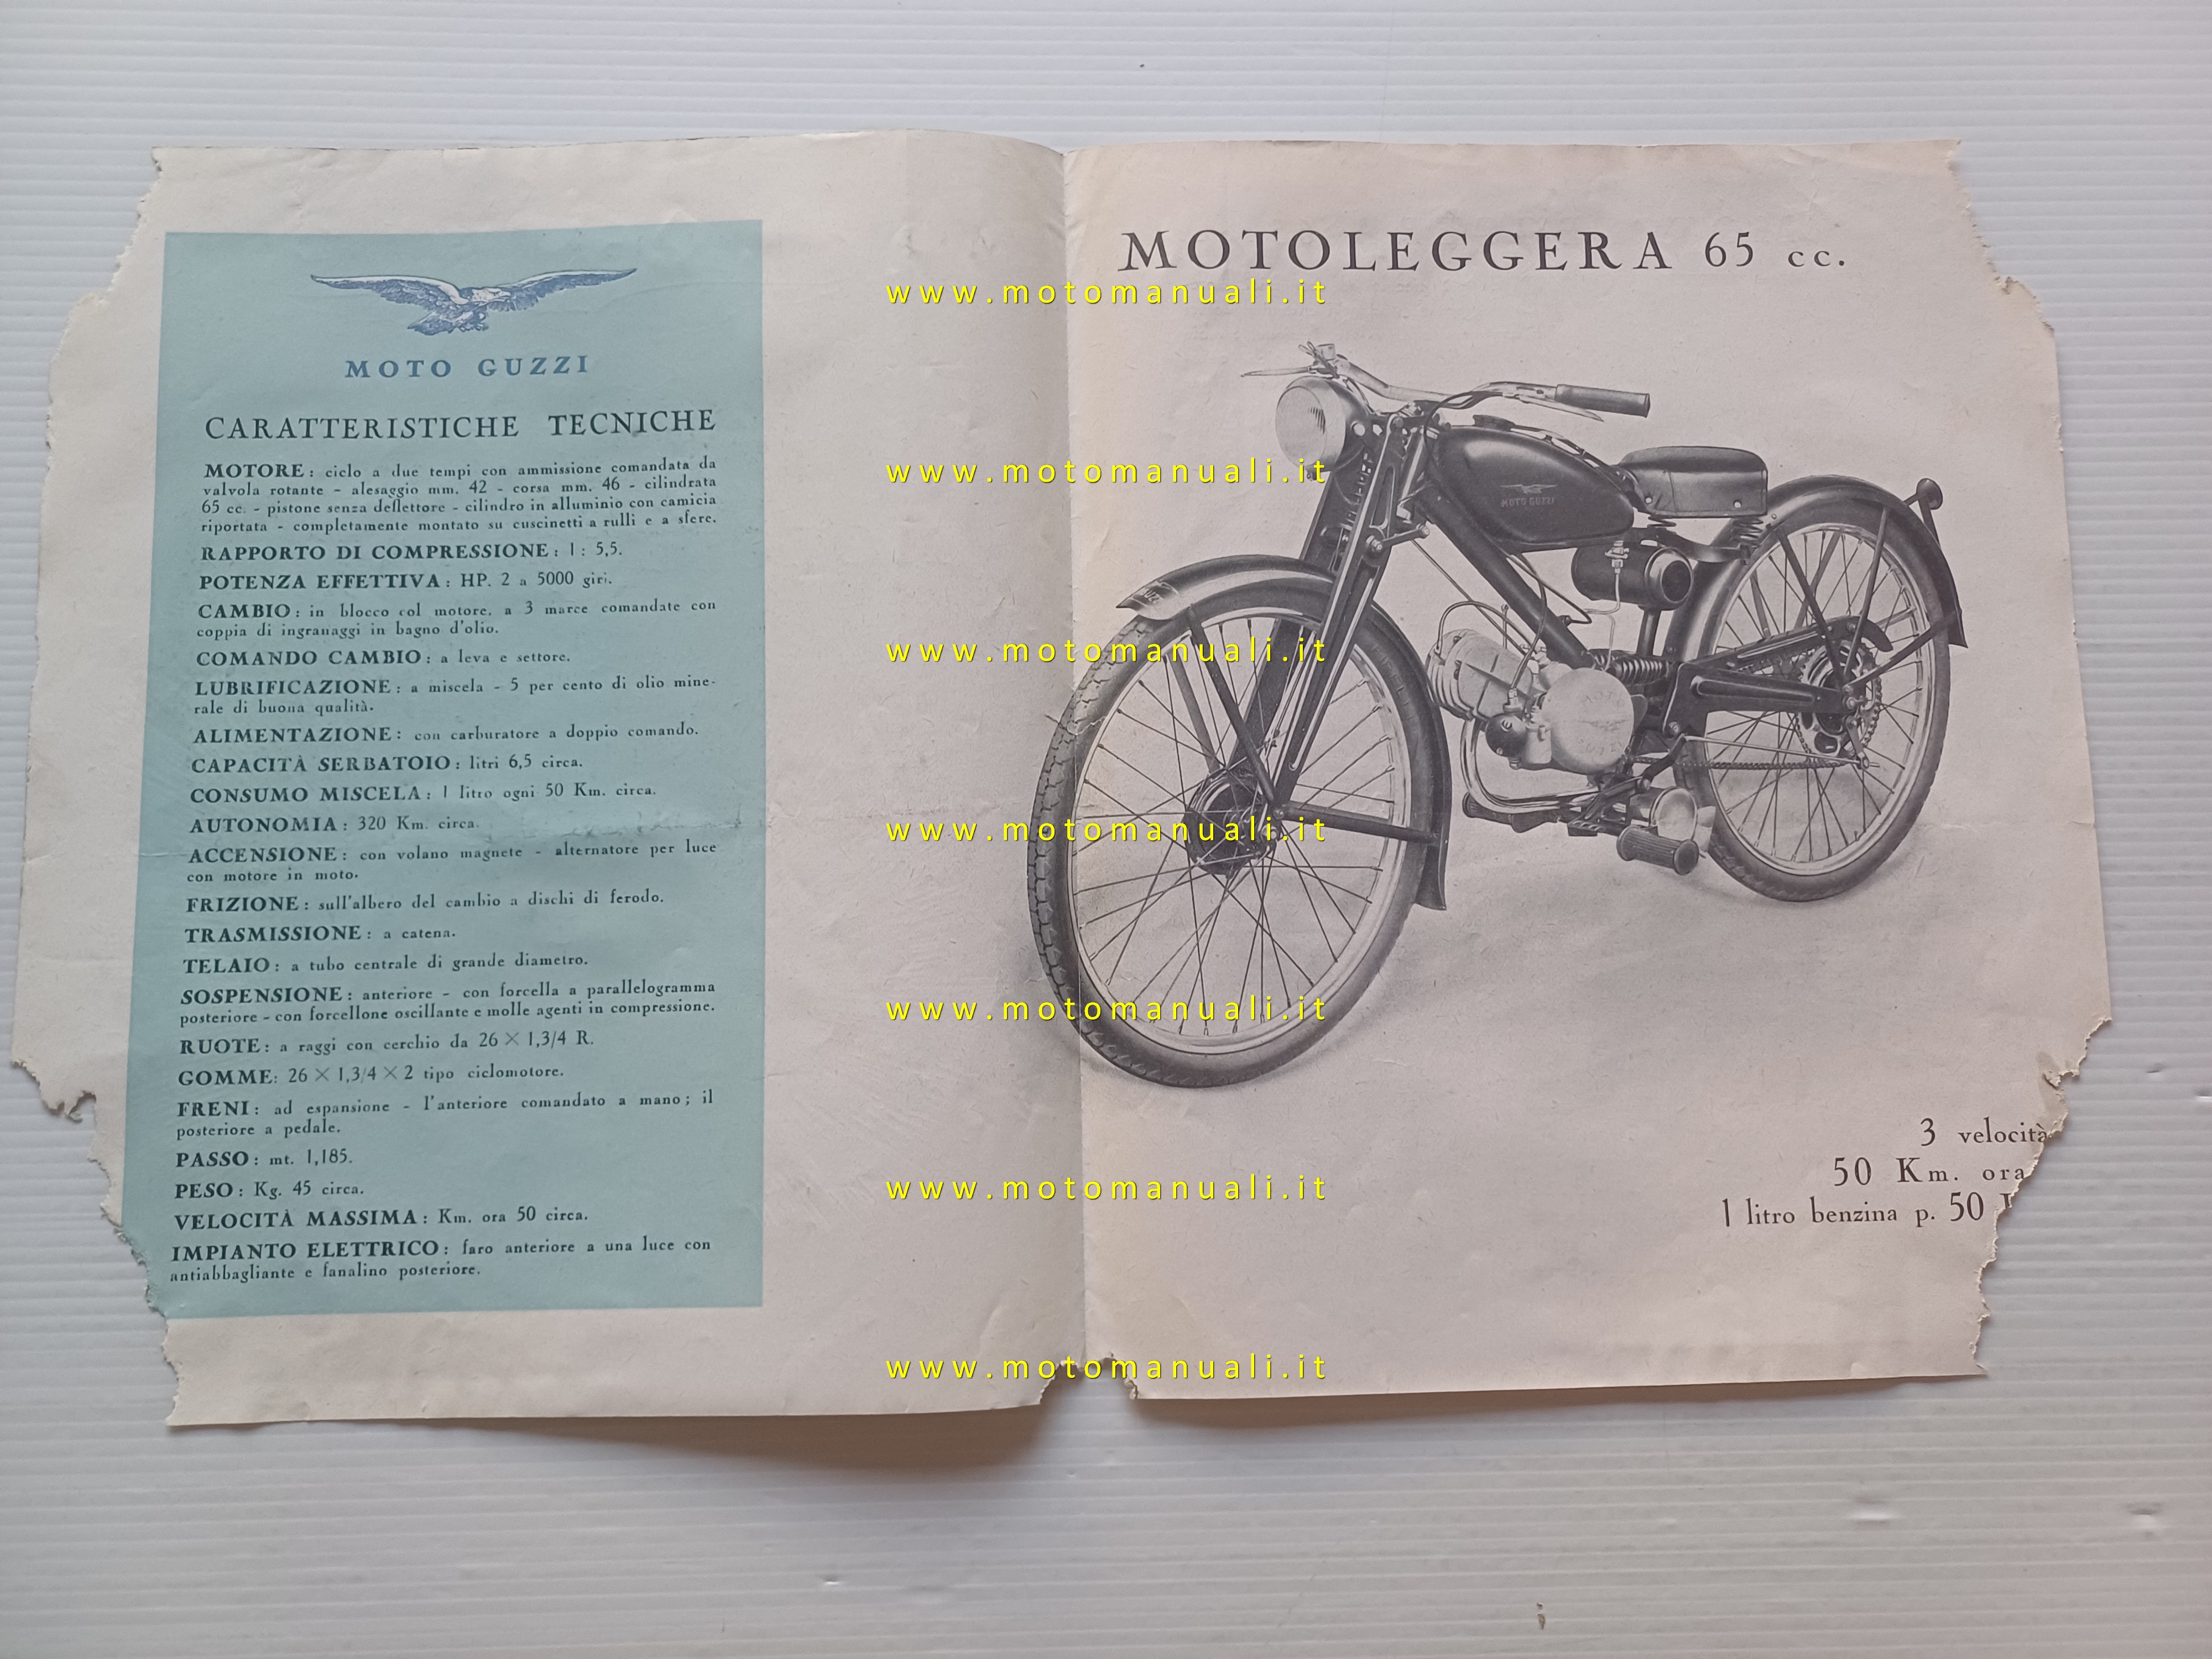 MOTO GUZZI
CARATTERISTICHE TECNICHE
MOTORE: ciclo a due tempi con ammissione comandata da
valvola rotante - alesaggio mm. 42 - corsa mm. 46 - cilindrata
65 cc. - pistone senza deflettore - cilindro in alluminio con camicia
riportata - completamente montato su cuscinetti a rulli e a sfere.
RAPPORTO DI COMPRESSIONE: 1 : 5,5.
POTENZA EFFETTIVA: HP. 2 a 5000 giri.
CAMBIO: in blocco col motore, a 3 marce comandate con
coppia di ingranaggi in bagno d'olio.
COMANDO CAMBIO: a leva e settore.
LUBRIFICAZIONE: a miscela - 5 per cento di olio mine-
rale di buona qualità.
ALIMENTAZIONE: con carburatore a doppio comando.
CAPACITÀ SERBATOIO: litri 6,5 circa.
CONSUMO MISCELA: 1 litro ogni 50 Km. circa.
AUTONOMIA: 320 Km. circa.
ACCENSIONE: con volano magnete - alternatore per luce
con motore in moto.
FRIZIONE: sull'albero del cambio a dischi di ferodo.
TRASMISSIONE: a catena.
TELAIO: a tubo centrale di grande diametro.
SOSPENSIONE: anteriore - con forcella a parallelogramma
posteriore - con forcellone oscillante e molle agenti in compressione.
RUOTE: a raggi con cerchio da 26 × 1,3/4 R.
GOMME: 26 × 1,3/4 × 2 tipo ciclomotore.
FRENI: ad espansione - l'anteriore comandato a mano; il
posteriore a pedale.
PASSO: mt. 1,185.
PESO: Kg. 45 circa.
VELOCITÀ MASSIMA: Km. ora 50 circa.
IMPIANTO ELETTRICO: faro anteriore a una luce con
antiabbagliante e fanalino posteriore.
MOTOLEGGERA 65 cc.
MOTO GUZZI
3 velocità
50 Km. ora
1 litro benzina p. 50
www.motomanuali.it
www.motomanuali.it
www.motomanuali.it
www.motomanuali.it
www.motomanuali.it
www.motomanuali.it
www.motomanuali.it